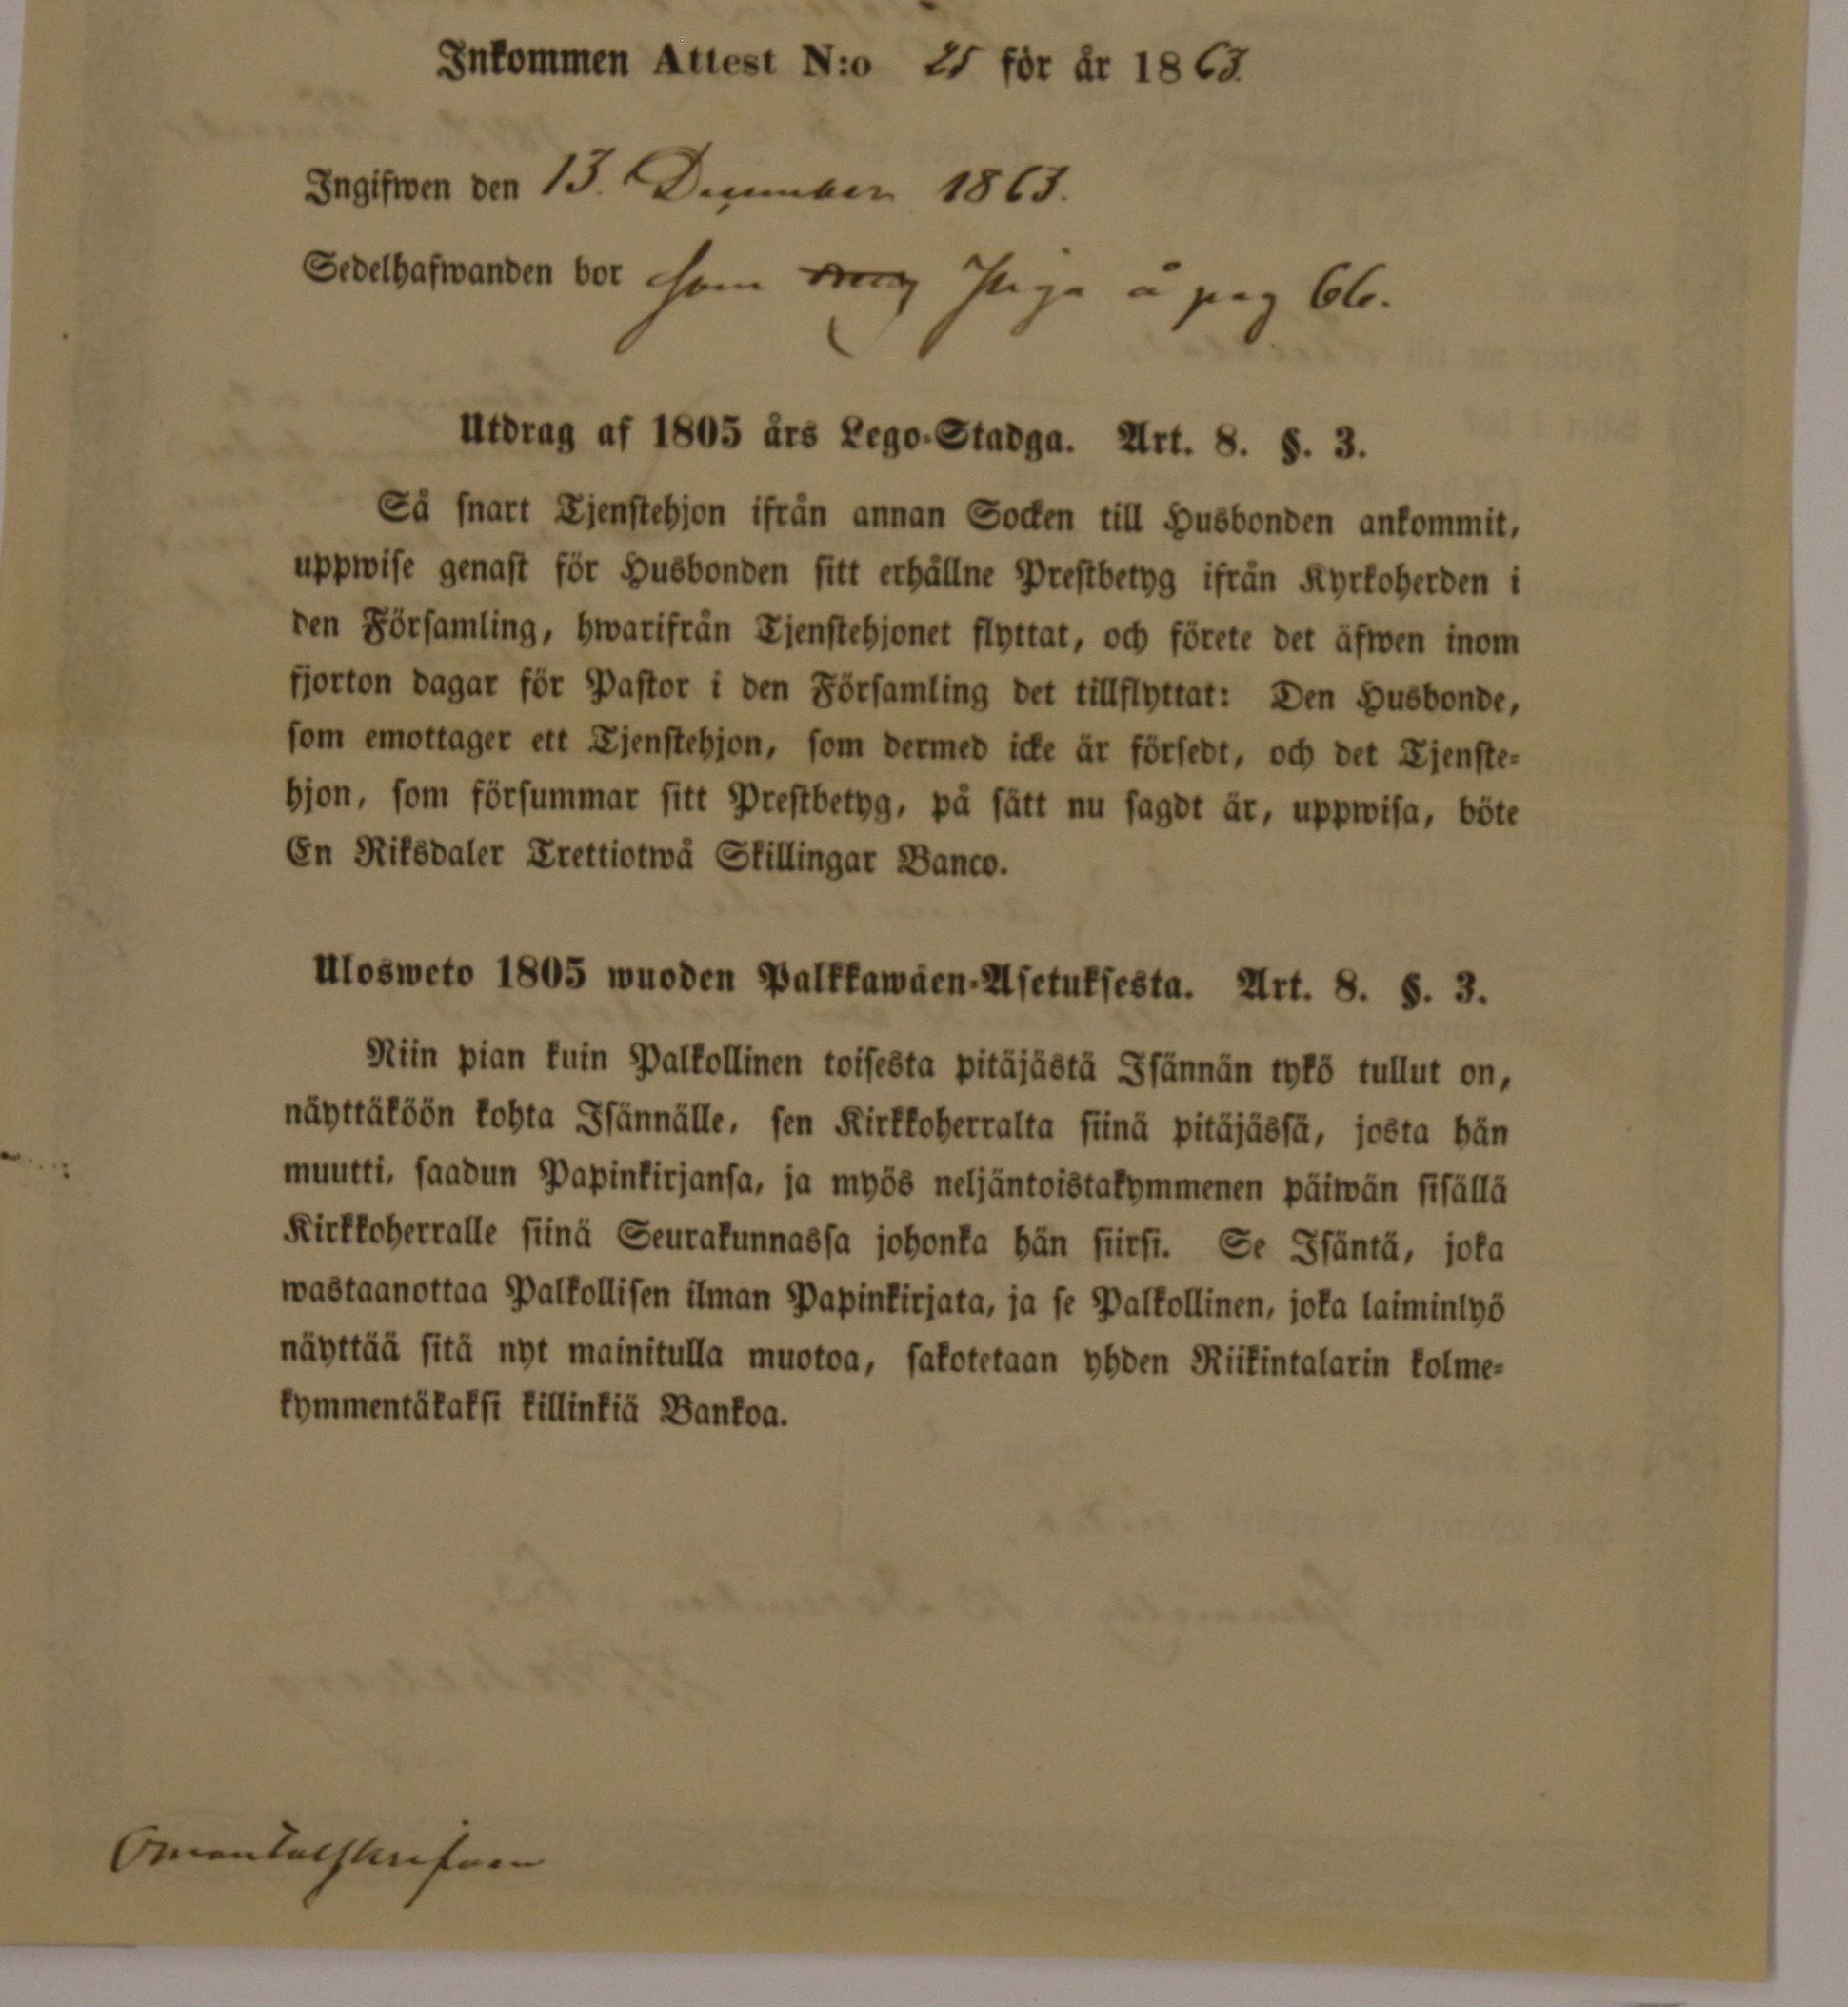 Inkommen Attest N:o 25 för år 1863.
Ingifwen den 13. December 1863.
Sedelhafwanden bor som Piga å pag 66.
Utdrag af 1805 års Lego-Stadga. Art. 8. §. 3.
Så snart Tjenstehjon ifrån annan Socken till Husbonden ankommit,
uppwise genast för Husbonden sitt erhållne Prestbetyg ifrån Kyrkoherden i
den Församling, hwarifrån Tjenstehjonet flyttat, och förete det äfwen inom
fjorton dagar för Pastor i den Församling det tillflyttat: Den Husbonde,
som emottager ett Tjenstehjon, som dermed icke är försedt, och det Tjenste-
hjon, som försummar sitt Prestbetyg, på sätt nu sagdt är, uppwisa, böte
En Riksdaler Trettiotwå Skillingar Banco.
Ulosweto 1805 wuoden Palkkawäen-Asetuksesta. Art. 8. §. 3.
Niin pian kuin Palkollinen toisesta pitäjästä Isännän tykö tullut on,
näyttäköön kohta Isännälle, sen Kirkkoherralta siinä pitäjässä, josta hän
muutti, saadun Papinkirjansa, ja myös neljäntoistakymmenen päiwän sisällä
Kirkkoherralle siinä Seurakunnassa johonka hän siirsi. Se Isäntä, joka
wastaanottaa Palkollisen ilman Papinkirjata, ja se Palkollinen, joka laiminlyö
näyttää sitä nyt mainitulla muotoa, sakotetaan yhden Riikintalarin kolme-
kymmentäkaksi killinkiä Bankoa.
Omantalskrifven